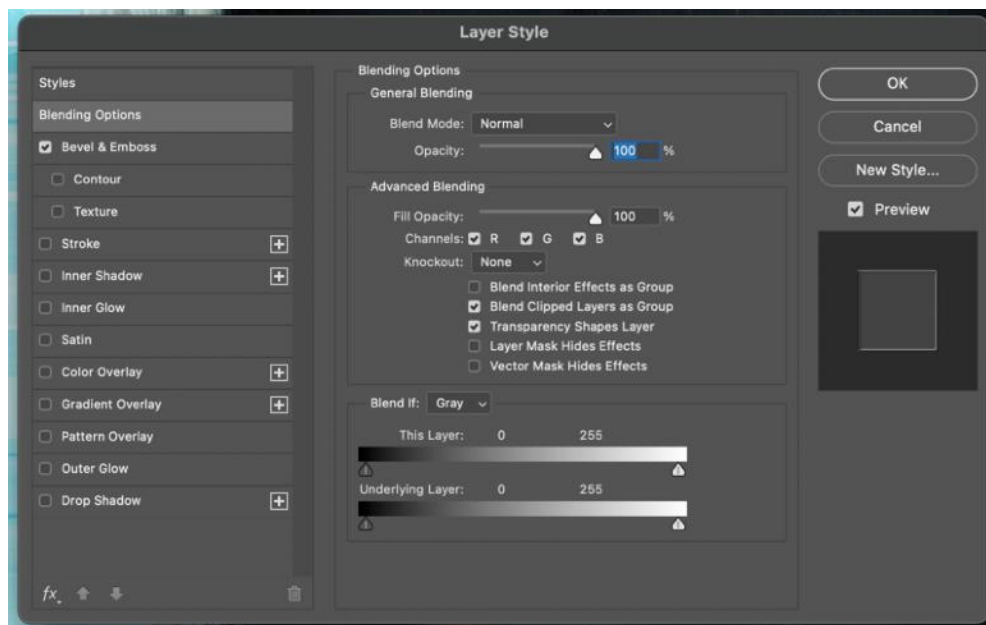 Layer Style
Styles
Blending Options
Bevel & Emboss
Contour
Texture
Stroke
Inner Shadow
Inner Glow
Satin
Color Overlay
Gradient Overlay
Pattern Overlay
Outer Glow
Drop Shadow
fx
Blending Options
General Blending
Blend Mode: Normal
Opacity: 100 %
Advanced Blending
Fill Opacity: 100 %
Channels: R G B
Knockout: None
Blend Interior Effects as Group
Blend Clipped Layers as Group
Transparency Shapes Layer
Layer Mask Hides Effects
Vector Mask Hides Effects
Blend If: Gray
This Layer: 0 255
Underlying Layer: 0 255
OK
Cancel
New Style...
Preview